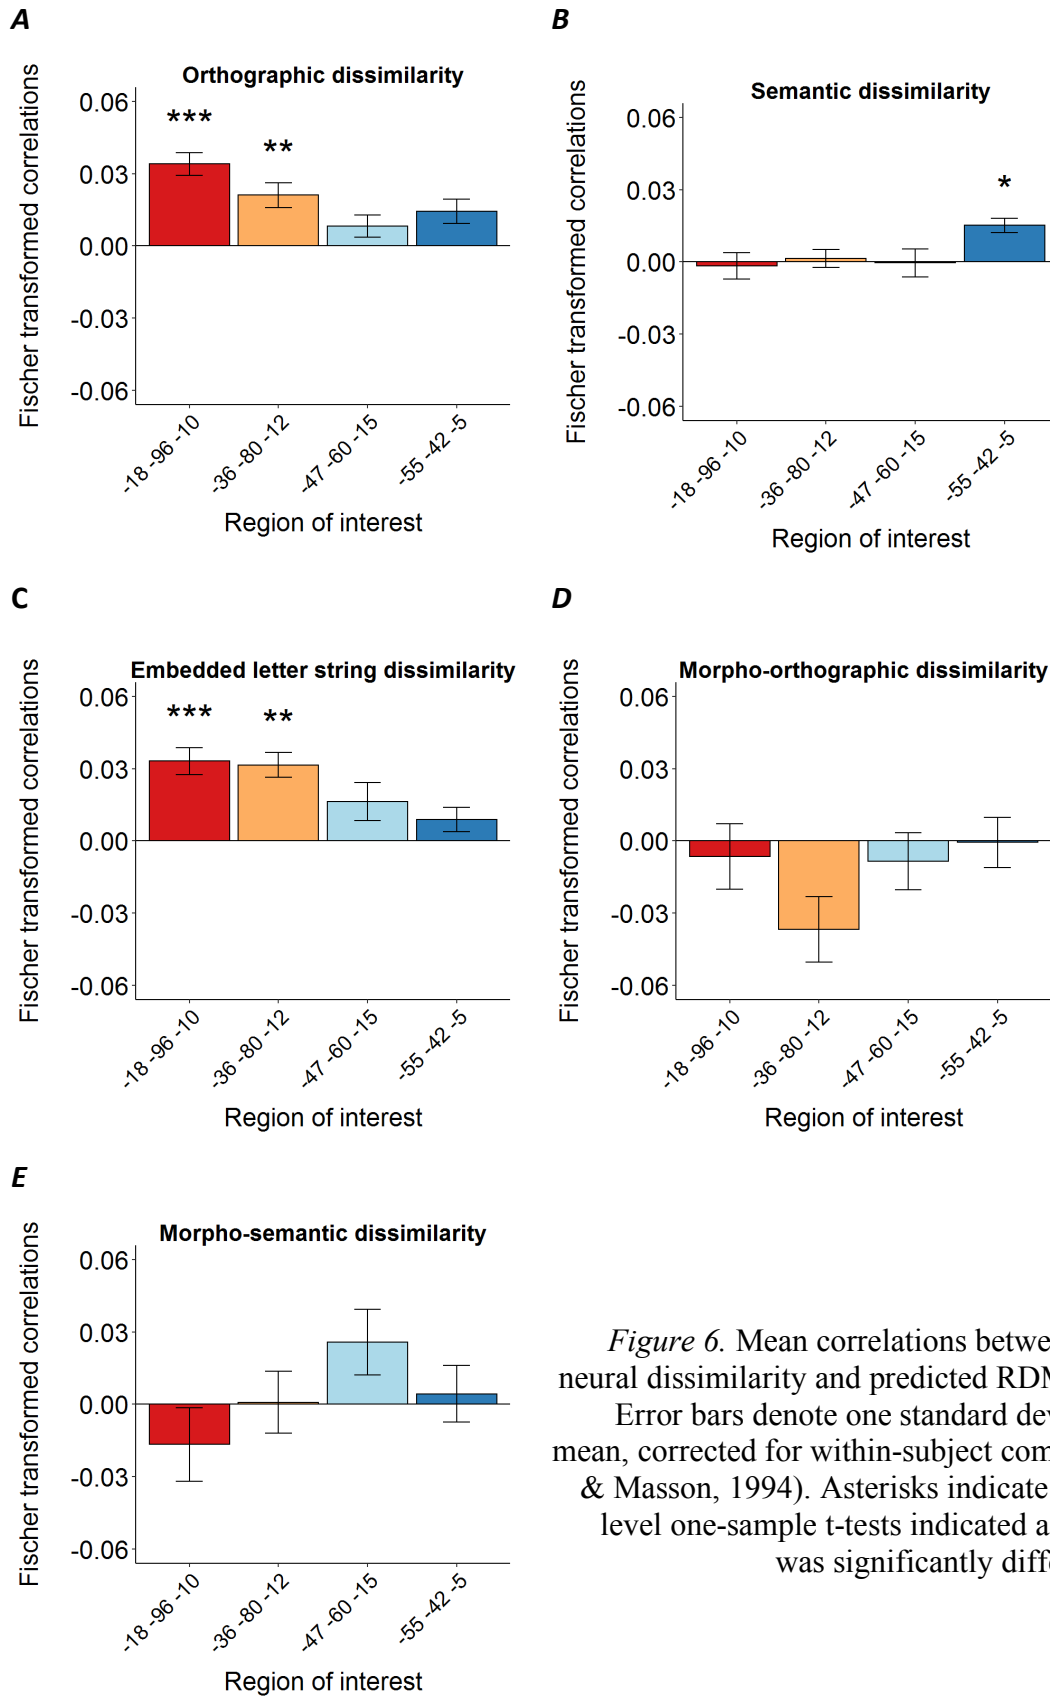 A
Orthographic dissimilarity
Fischer transformed correlations
0.06
0.03
0.00
-0.03
-0.06
***
**
-18 -96 -10
-36 -80 -12
-47 -60 -15
-55 -42 -5
Region of interest
B
Semantic dissimilarity
Fischer transformed correlations
0.06
0.03
0.00
-0.03
-0.06
*
-18 -96 -10
-36 -80 -12
-47 -60 -15
-55 -42 -5
Region of interest
C
Embedded letter string dissimilarity
Fischer transformed correlations
0.06
0.03
0.00
-0.03
-0.06
***
**
-18 -96 -10
-36 -80 -12
-47 -60 -15
-55 -42 -5
Region of interest
D
Morpho-orthographic dissimilarity
Fischer transformed correlations
0.06
0.03
0.00
-0.03
-0.06
-18 -96 -10
-36 -80 -12
-47 -60 -15
-55 -42 -5
Region of interest
E
Morpho-semantic dissimilarity
Fischer transformed correlations
0.06
0.03
0.00
-0.03
-0.06
-18 -96 -10
-36 -80 -12
-47 -60 -15
-55 -42 -5
Region of interest
Figure 6. Mean correlations betwe
neural dissimilarity and predicted RDM
Error bars denote one standard dev
mean, corrected for within-subject com
& Masson, 1994). Asterisks indicate
level one-sample t-tests indicated a
was significantly diffe